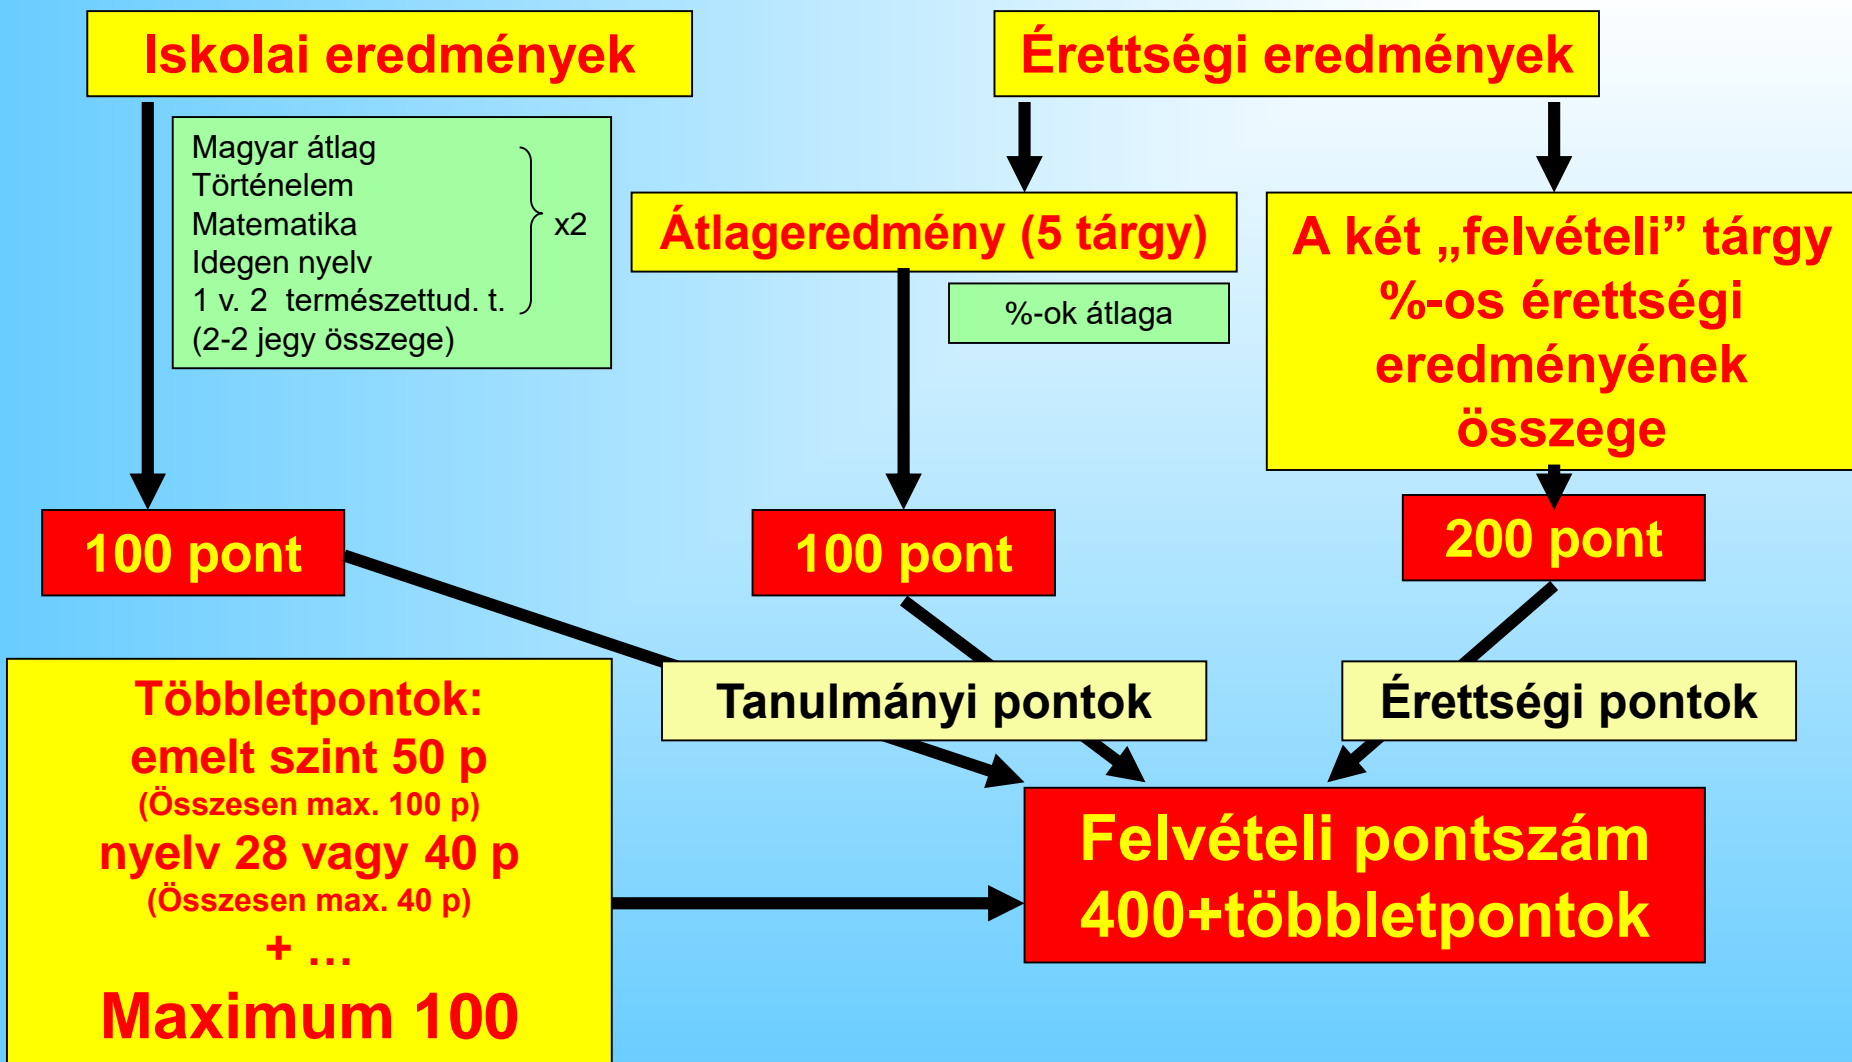 Iskolai eredmények
Érettségi eredmények
Magyar átlag
Történelem
Matematika
Idegen nyelv
1 v. 2 természettud. t.
(2-2 jegy összege)
x2
Átlageredmény (5 tárgy)
%-ok átlaga
A két „felvételi” tárgy
%-os érettségi
eredményének
összege
100 pont
100 pont
200 pont
Tanulmányi pontok
Érettségi pontok
Többletpontok:
emelt szint 50 p
(Összesen max. 100 p)
nyelv 28 vagy 40 p
(Összesen max. 40 p)
+ …
Maximum 100
Felvételi pontszám
400+többletpontok